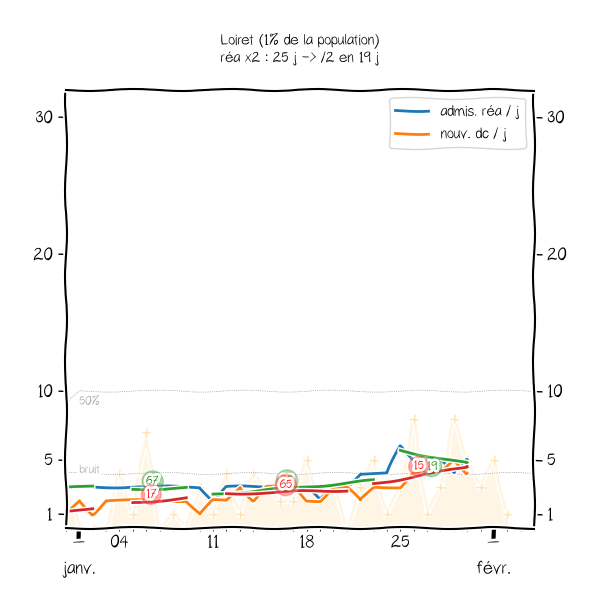 Loiret (1% de la population)
réa x2 : 25 j -> /2 en 19 j
admis. réa / j
nouv. dc / j
30 30
20 20
10 10
50%
5 5
bruit
67
17
65
15 19
1 1
04 11 18 25
janv. févr.